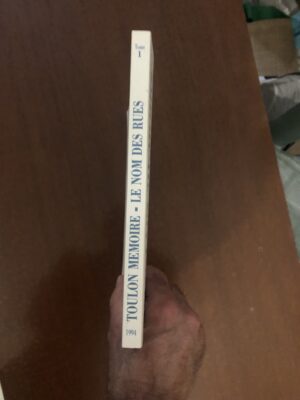 1994
TOULON MEMOIRE - LE NOM DES RUES
Tome
I